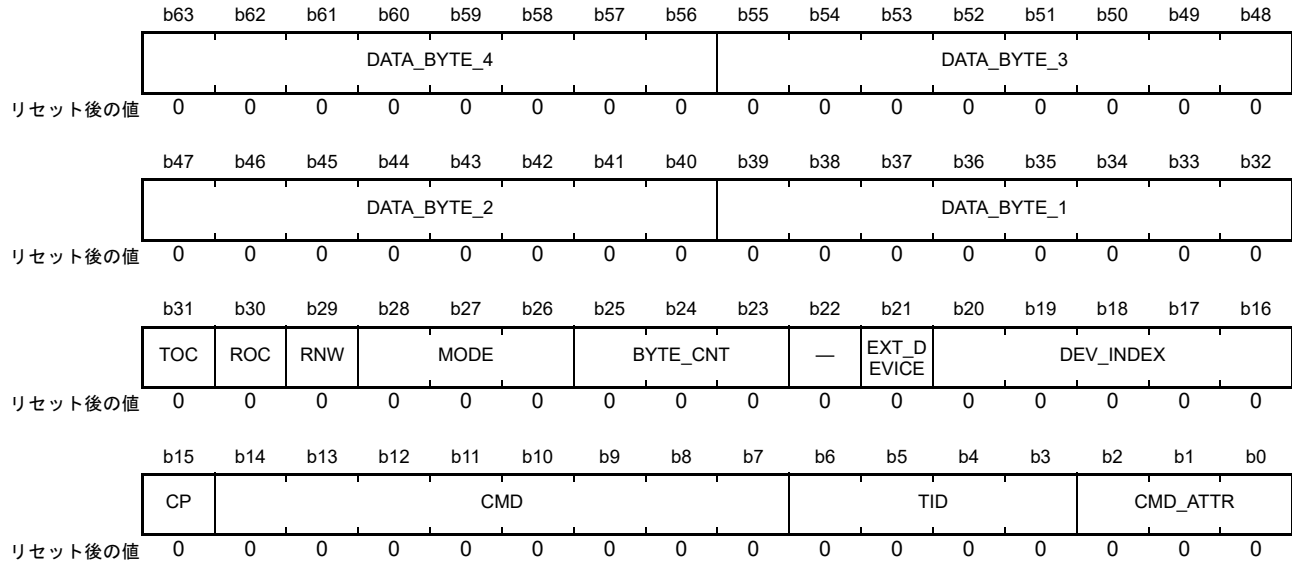 b63 b62 b61 b60 b59 b58 b57 b56 b55 b54 b53 b52 b51 b50 b49 b48
DATA_BYTE_4 DATA_BYTE_3
リセット後の値 0 0 0 0 0 0 0 0 0 0 0 0 0 0 0 0
b47 b46 b45 b44 b43 b42 b41 b40 b39 b38 b37 b36 b35 b34 b33 b32
DATA_BYTE_2 DATA_BYTE_1
リセット後の値 0 0 0 0 0 0 0 0 0 0 0 0 0 0 0 0
b31 b30 b29 b28 b27 b26 b25 b24 b23 b22 b21 b20 b19 b18 b17 b16
TOC ROC RNW MODE BYTE_CNT — EXT_D
EVICE DEV_INDEX
リセット後の値 0 0 0 0 0 0 0 0 0 0 0 0 0 0 0 0
b15 b14 b13 b12 b11 b10 b9 b8 b7 b6 b5 b4 b3 b2 b1 b0
CP CMD TID CMD_ATTR
リセット後の値 0 0 0 0 0 0 0 0 0 0 0 0 0 0 0 0